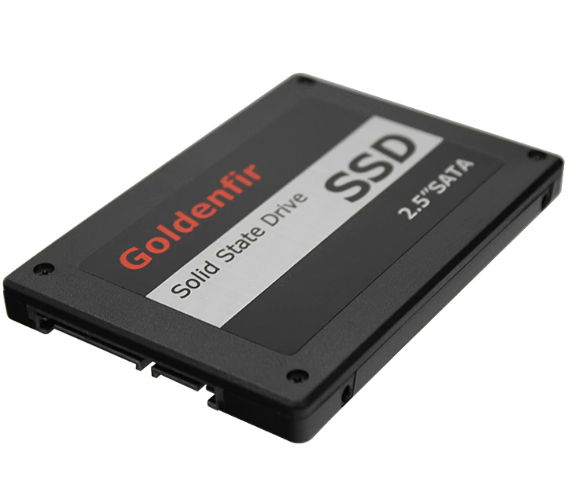 Goldenfir
Solid State Drive
SSD
2.5"SATA